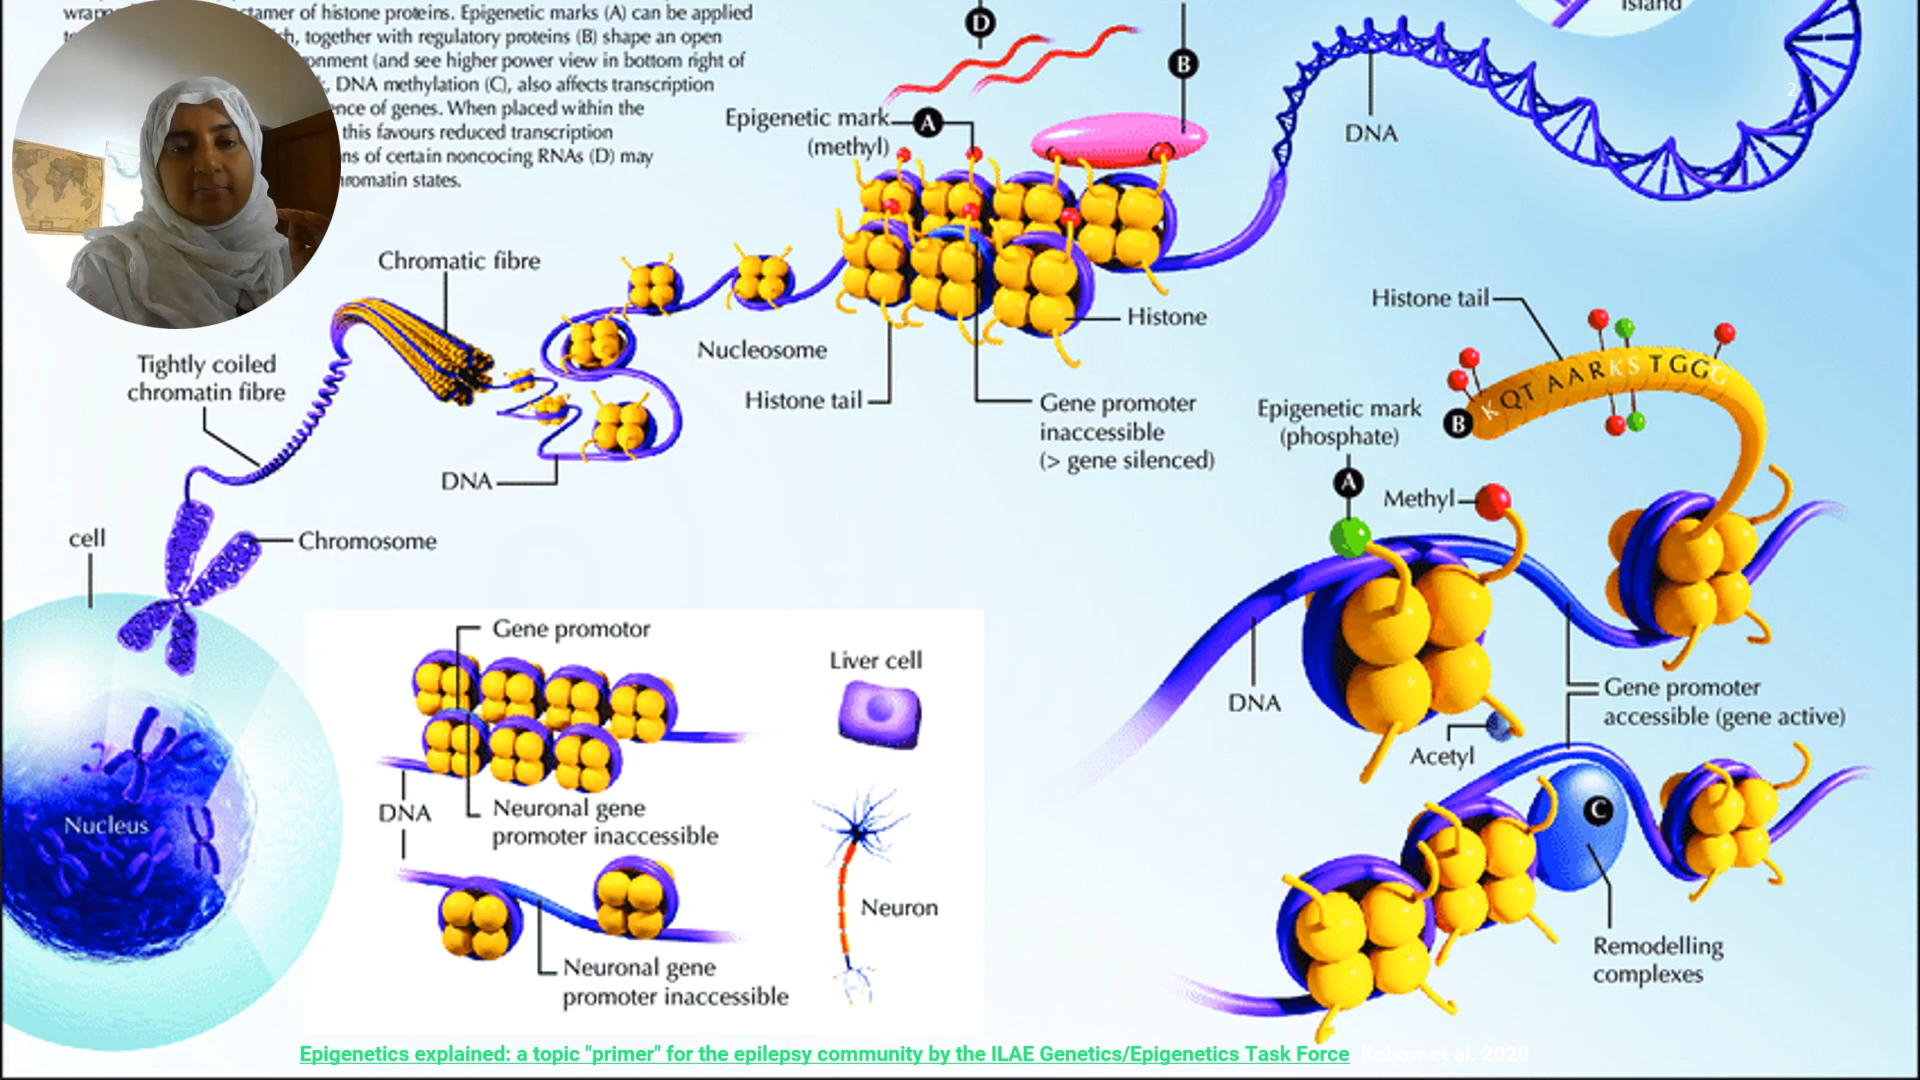 tamer of histone proteins. Epigenetic marks (A) can be applied
together with regulatory proteins (B) shape an open
(and see higher power view in bottom right of
DNA methylation (C), also affects transcription
of genes. When placed within the
this favours reduced transcription
of certain noncocing RNAs (D) may
states.
D
B
Island
2
Epigenetic mark
(methyl)
A
DNA
Chromatic fibre
Histone tail
Histone
Nucleosome
Tightly coiled
chromatin fibre
Histone tail
Gene promoter
inaccessible
(> gene silenced)
Epigenetic mark
(phosphate)
B
K Q T A A R K S T G G
DNA
A
Methyl
cell
Chromosome
Gene promotor
Liver cell
DNA
Gene promoter
accessible (gene active)
Acetyl
DNA
Neuronal gene
promoter inaccessible
C
Nucleus
Neuron
Remodelling
complexes
Neuronal gene
promoter inaccessible
Epigenetics explained: a topic "primer" for the epilepsy community by the ILAE Genetics/Epigenetics Task Force Kobow et al. 2020